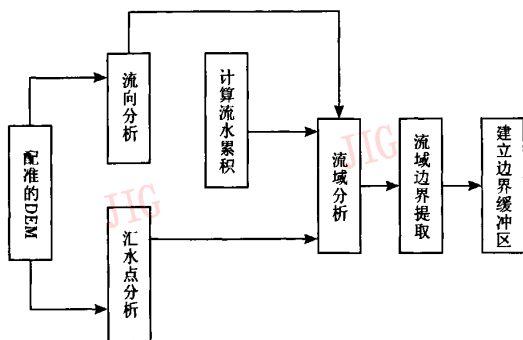 配准的DEM
流向分析
汇水点分析
计算流水累积
流域分析
流域边界提取
建立边界缓冲区
JIG
JIG